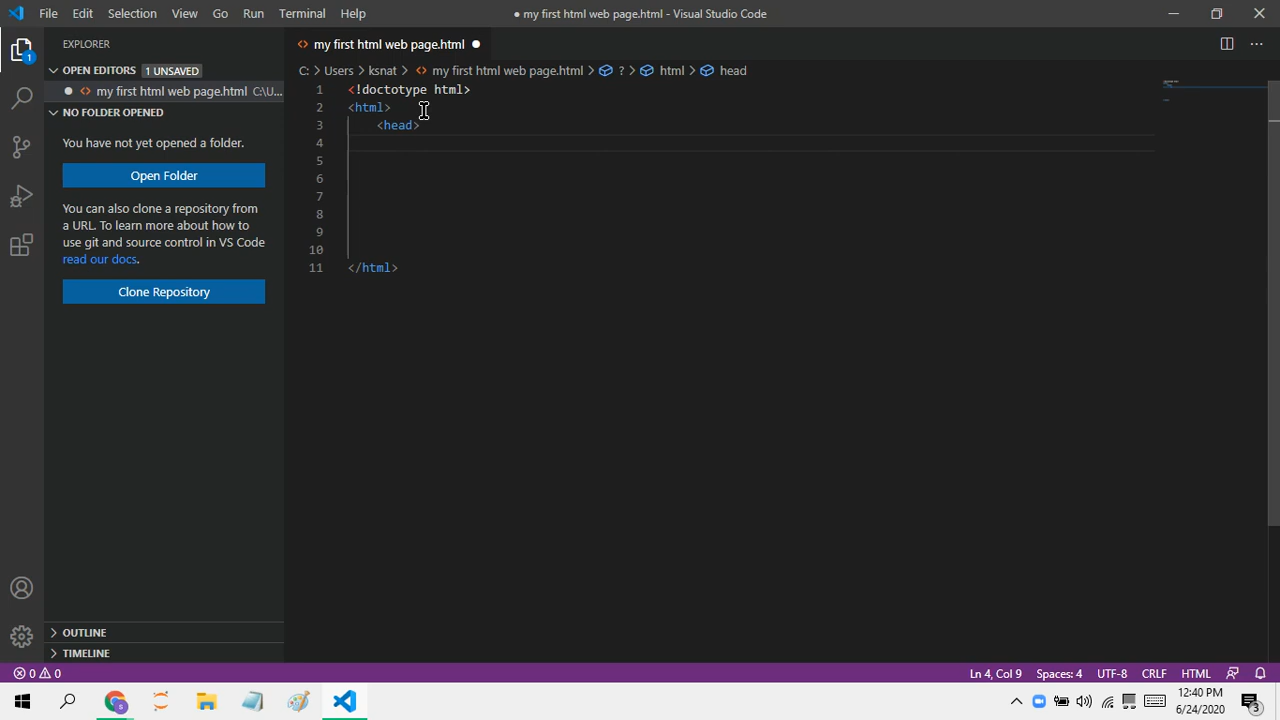 File Edit Selection View Go Run Terminal Help ● my first html web page.html - Visual Studio Code
EXPLORER
my first html web page.html ●
OPEN EDITORS 1 UNSAVED
C: > Users > ksnat > my first html web page.html > ? > html > head
● my first html web page.html C:\U...
NO FOLDER OPENED
1 <!doctotype html>
2 <html>
3 <head>
4
5
6
7
8
9
10
11 </html>
You have not yet opened a folder.
Open Folder
You can also clone a repository from
a URL. To learn more about how to
use git and source control in VS Code
read our docs.
Clone Repository
OUTLINE
TIMELINE
0 0 Ln 4, Col 9 Spaces: 4 UTF-8 CRLF HTML
12:40 PM
6/24/2020
1
3